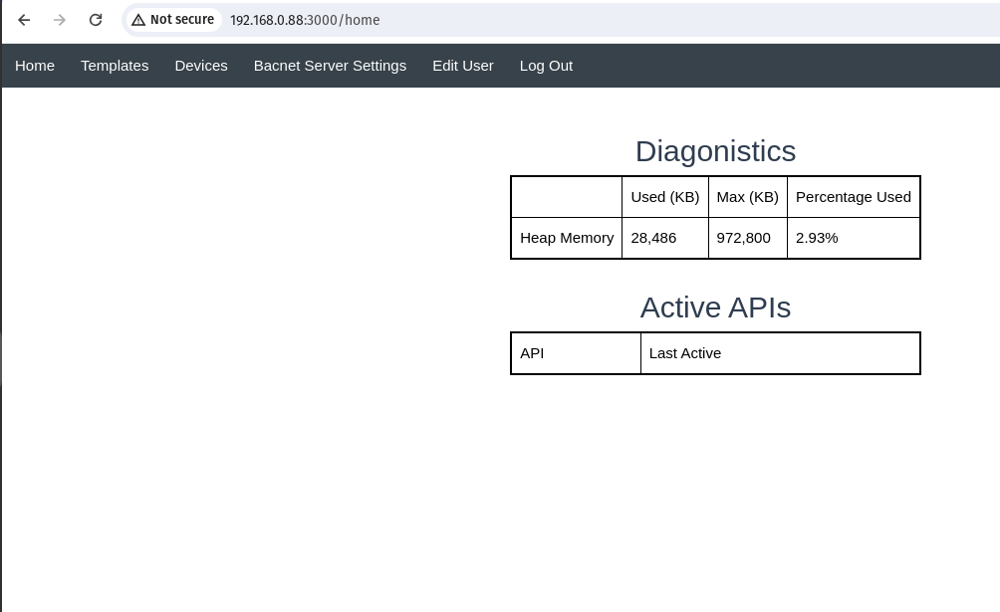 Not secure 192.168.0.88:3000/home
Home Templates Devices Bacnet Server Settings Edit User Log Out
Diagonistics
Used (KB) Max (KB) Percentage Used
Heap Memory 28,486 972,800 2.93%
Active APIs
API Last Active